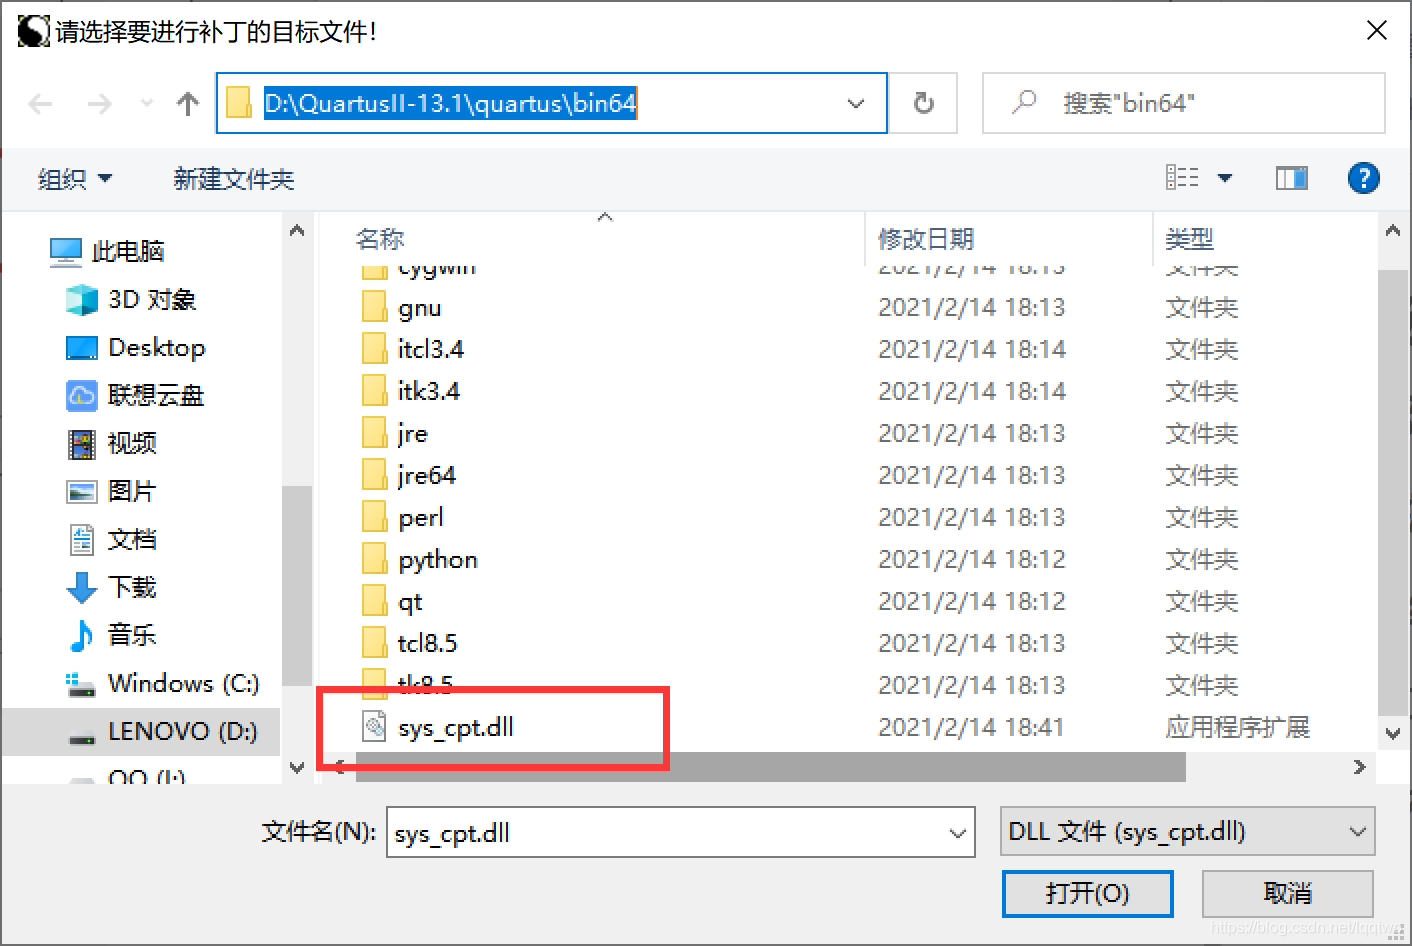 请选择要进行补丁的目标文件!
D:\QuartusII-13.1\quartus\bin64
搜索"bin64"
组织
新建文件夹
此电脑
3D 对象
Desktop
联想云盘
视频
图片
文档
下载
音乐
Windows (C:)
LENOVO (D:)
QQ (I:)
名称 修改日期 类型
cygwin 2021/2/14 18:13 文件夹
gnu 2021/2/14 18:13 文件夹
itcl3.4 2021/2/14 18:14 文件夹
itk3.4 2021/2/14 18:14 文件夹
jre 2021/2/14 18:13 文件夹
jre64 2021/2/14 18:13 文件夹
perl 2021/2/14 18:13 文件夹
python 2021/2/14 18:12 文件夹
qt 2021/2/14 18:12 文件夹
tcl8.5 2021/2/14 18:13 文件夹
tk8.5 2021/2/14 18:13 文件夹
sys_cpt.dll 2021/2/14 18:41 应用程序扩展
文件名(N): sys_cpt.dll DLL 文件 (sys_cpt.dll)
打开(O) 取消